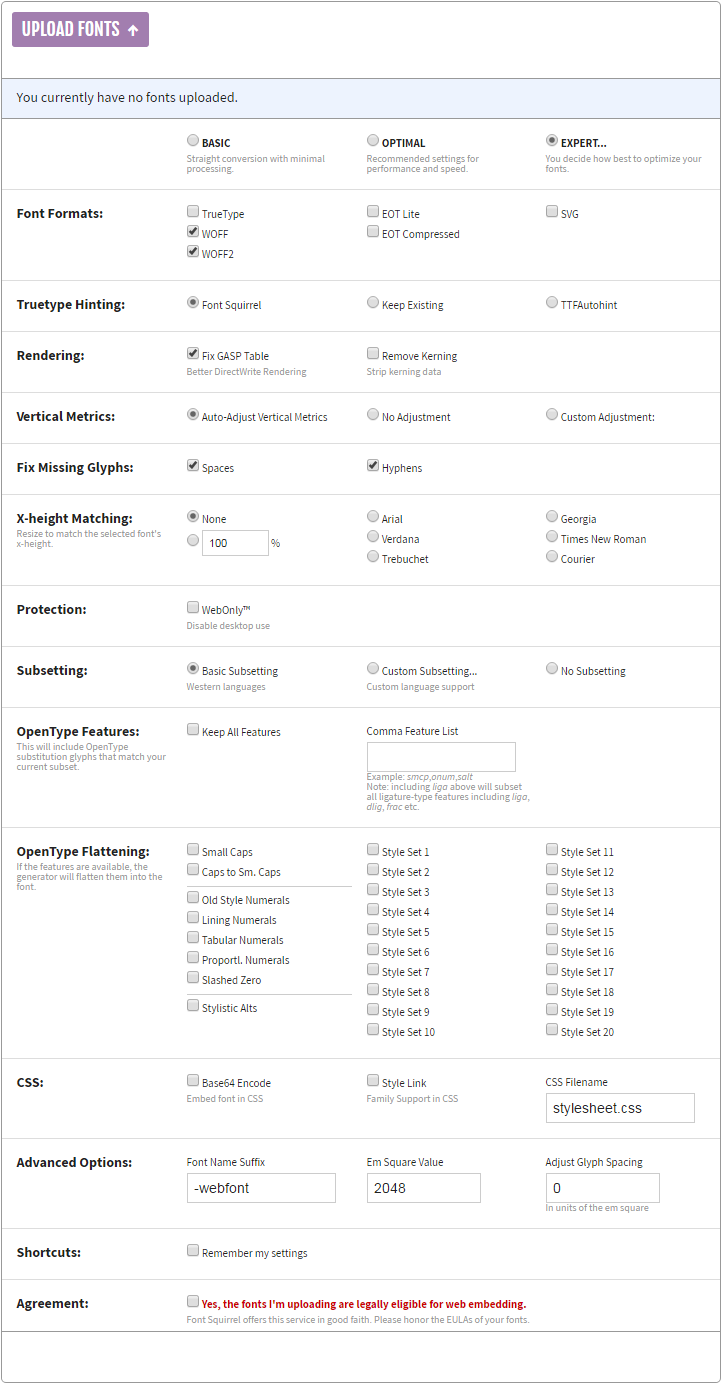 UPLOAD FONTS ↑
You currently have no fonts uploaded.
BASIC
Straight conversion with minimal
processing.
OPTIMAL
Recommended settings for
performance and speed.
EXPERT...
You decide how best to optimize your
fonts.
Font Formats:
TrueType
WOFF
WOFF2
EOT Lite
EOT Compressed
SVG
Truetype Hinting:
Font Squirrel
Keep Existing
TTFAutohint
Rendering:
Fix GASP Table
Better DirectWrite Rendering
Remove Kerning
Strip kerning data
Vertical Metrics:
Auto-Adjust Vertical Metrics
No Adjustment
Custom Adjustment:
Fix Missing Glyphs:
Spaces
Hyphens
X-height Matching:
Resize to match the selected font's
x-height.
None
100 %
Arial
Verdana
Trebuchet
Georgia
Times New Roman
Courier
Protection:
WebOnly™
Disable desktop use
Subsetting:
Basic Subsetting
Western languages
Custom Subsetting...
Custom language support
No Subsetting
OpenType Features:
This will include OpenType
substitution glyphs that match your
current subset.
Keep All Features
Comma Feature List
Example: smcp,onum,salt
Note: including liga above will subset
all ligature-type features including liga,
dlig, frac etc.
OpenType Flattening:
If the features are available, the
generator will flatten them into the
font.
Small Caps
Caps to Sm. Caps
Old Style Numerals
Lining Numerals
Tabular Numerals
Proportl. Numerals
Slashed Zero
Stylistic Alts
Style Set 1
Style Set 2
Style Set 3
Style Set 4
Style Set 5
Style Set 6
Style Set 7
Style Set 8
Style Set 9
Style Set 10
Style Set 11
Style Set 12
Style Set 13
Style Set 14
Style Set 15
Style Set 16
Style Set 17
Style Set 18
Style Set 19
Style Set 20
CSS:
Base64 Encode
Embed font in CSS
Style Link
Family Support in CSS
CSS Filename
stylesheet.css
Advanced Options:
Font Name Suffix
-webfont
Em Square Value
2048
Adjust Glyph Spacing
0
In units of the em square
Shortcuts:
Remember my settings
Agreement:
Yes, the fonts I'm uploading are legally eligible for web embedding.
Font Squirrel offers this service in good faith. Please honor the EULAs of your fonts.